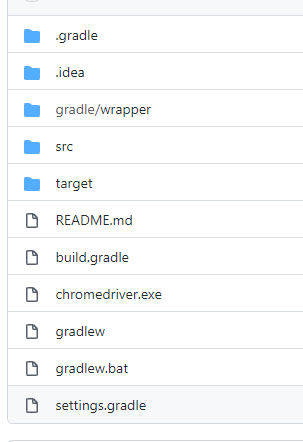 .gradle
.idea
gradle/wrapper
src
target
README.md
build.gradle
chromedriver.exe
gradlew
gradlew.bat
settings.gradle